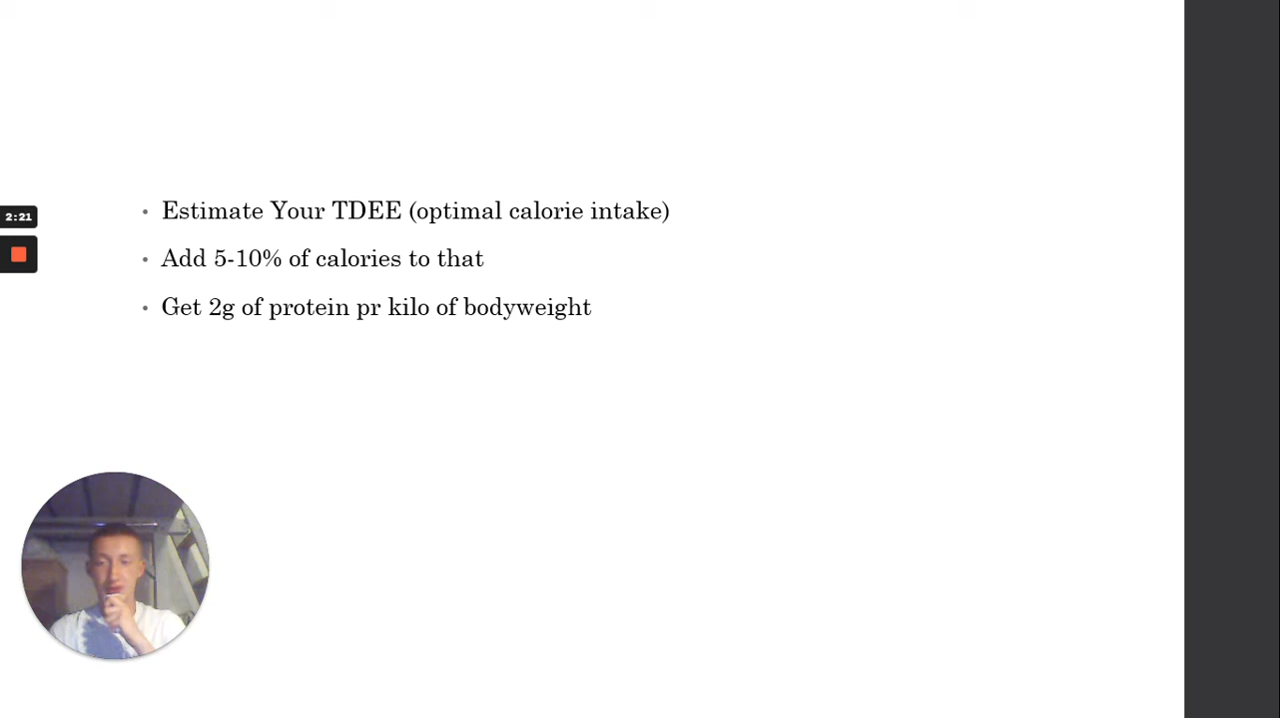 Estimate Your TDEE (optimal calorie intake)
2:21
Add 5-10% of calories to that
Get 2g of protein pr kilo of bodyweight